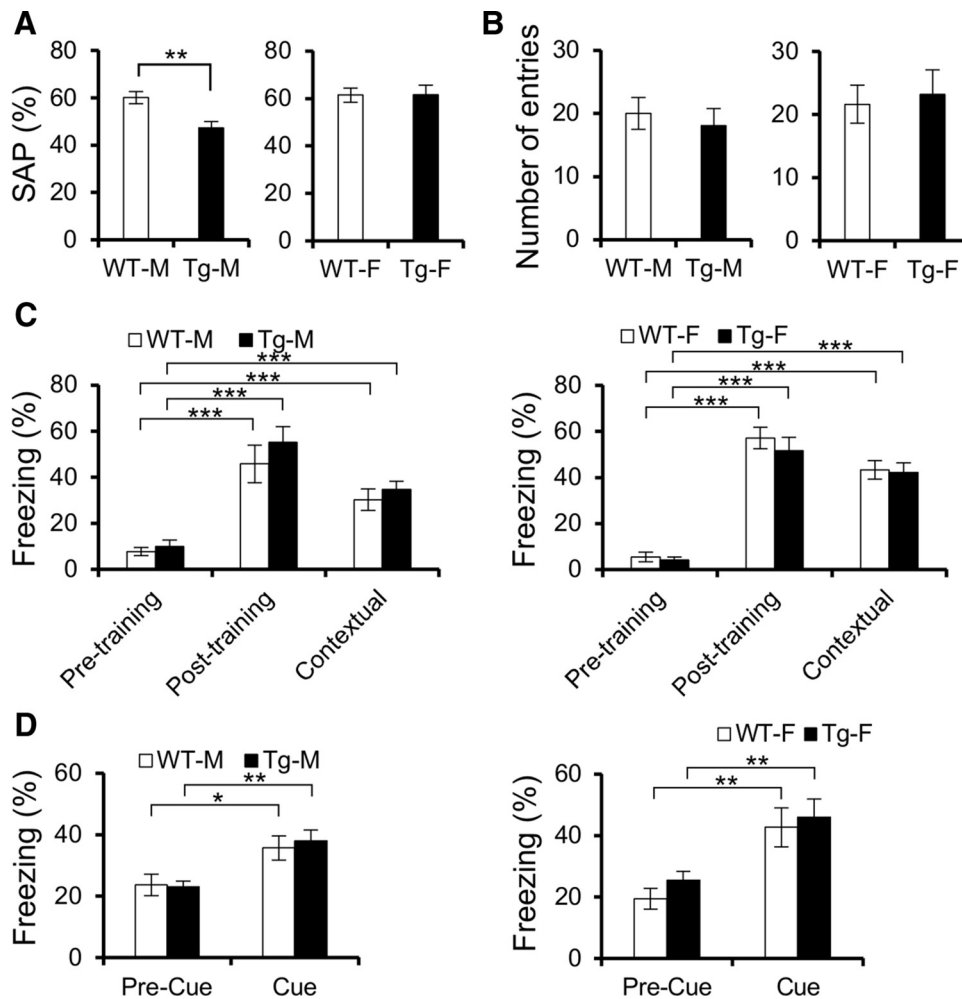 A
SAP (%)
80
60
40
20
0
**
WT-M Tg-M
80
60
40
20
0
WT-F Tg-F
B
Number of entries
30
20
10
0
WT-M Tg-M
30
20
10
0
WT-F Tg-F
C
WT-M Tg-M
***
***
***
***
Freezing (%)
80
60
40
20
0
Pre-training
Post-training
Contextual
WT-F Tg-F
***
***
***
***
Freezing (%)
80
60
40
20
0
Pre-training
Post-training
Contextual
D
WT-M Tg-M
**
*
Freezing (%)
60
40
20
0
Pre-Cue Cue
WT-F Tg-F
**
**
Freezing (%)
60
40
20
0
Pre-Cue Cue